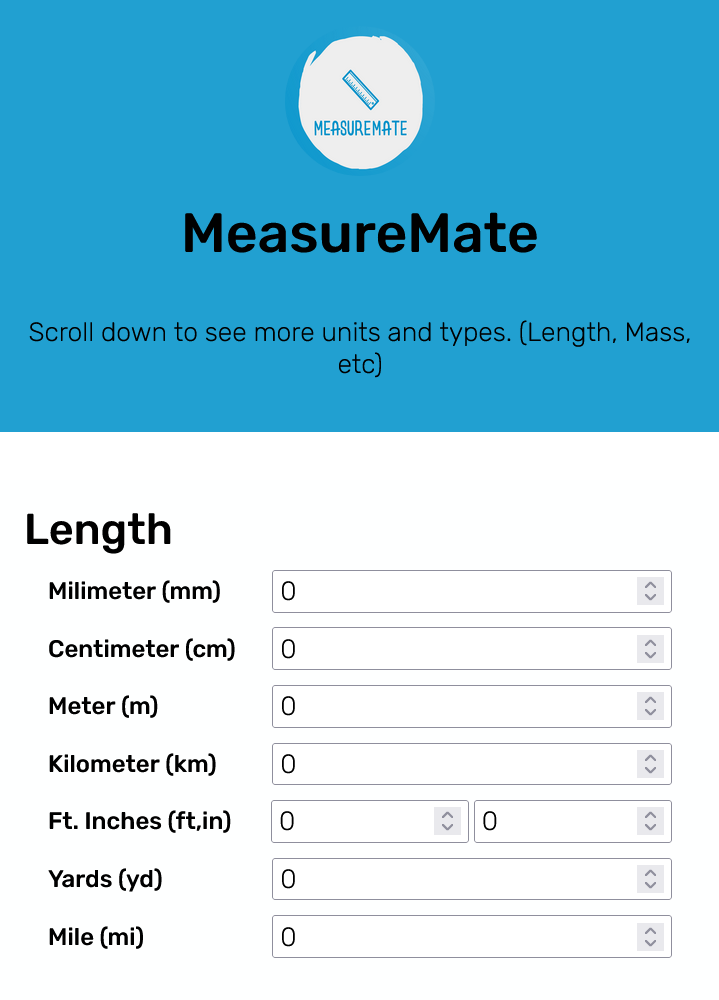 MEASUREMATE
MeasureMate
Scroll down to see more units and types. (Length, Mass,
etc)
Length
Milimeter (mm) 0
Centimeter (cm) 0
Meter (m) 0
Kilometer (km) 0
Ft. Inches (ft,in) 0 0
Yards (yd) 0
Mile (mi) 0